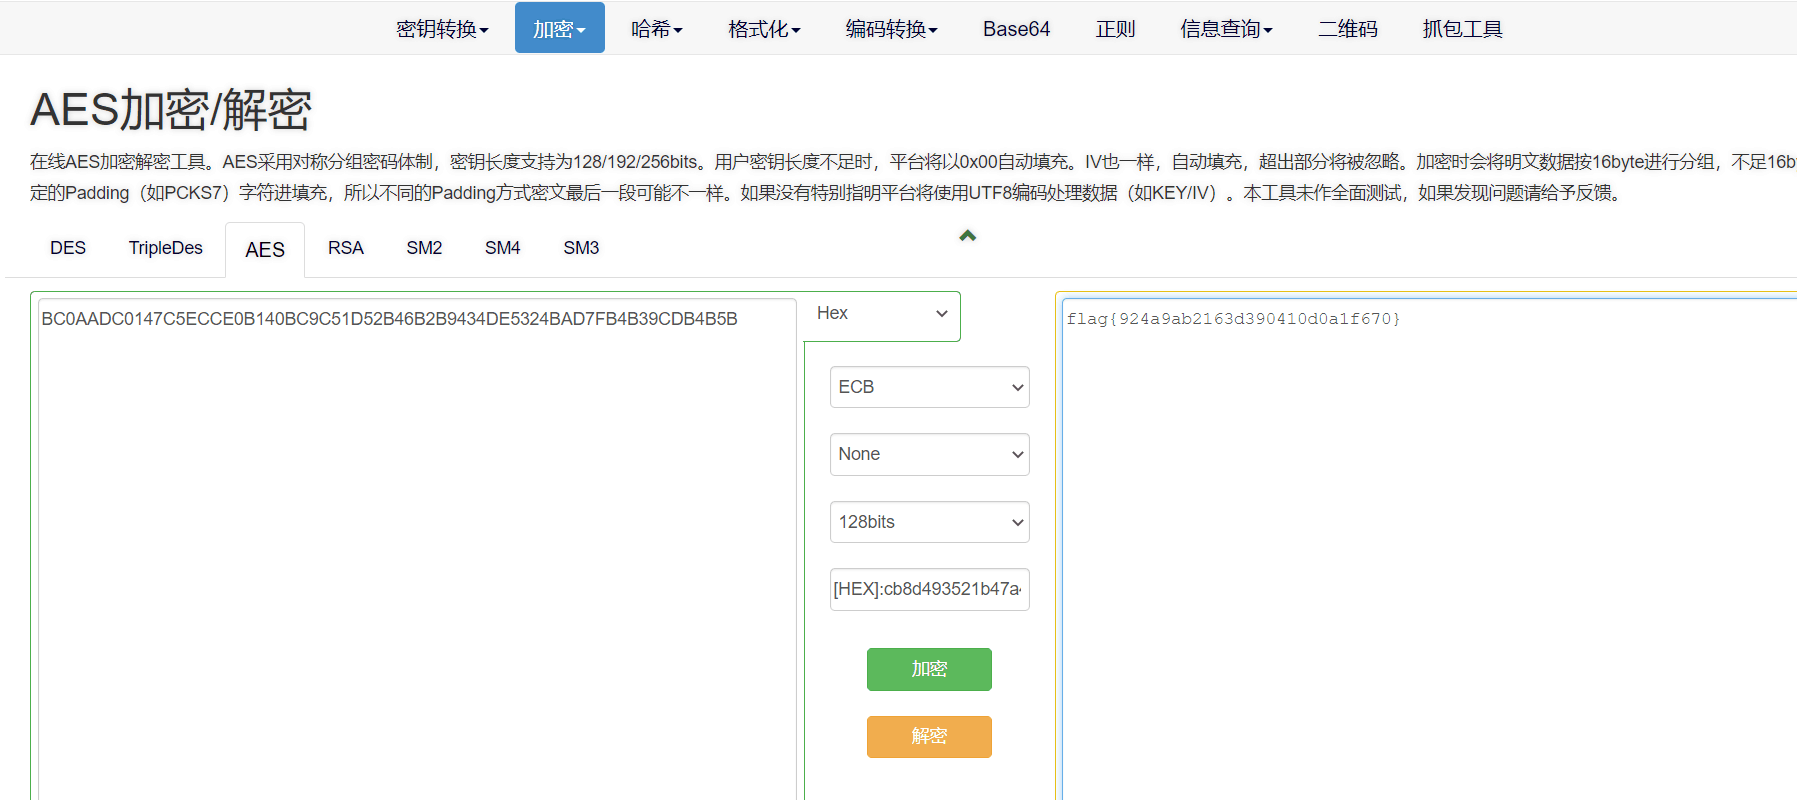 密钥转换 加密 哈希 格式化 编码转换 Base64 正则 信息查询 二维码 抓包工具
AES加密/解密
在线AES加密解密工具。AES采用对称分组密码体制，密钥长度支持为128/192/256bits。用户密钥长度不足时，平台将以0x00自动填充。IV也一样，自动填充，超出部分将被忽略。加密时会将明文数据按16byte进行分组，不足16b
定的Padding（如PCKS7）字符进填充，所以不同的Padding方式密文最后一段可能不一样。如果没有特别指明平台将使用UTF8编码处理数据（如KEY/IV）。本工具未作全面测试，如果发现问题请给予反馈。
DES TripleDes AES RSA SM2 SM4 SM3
BC0AADC0147C5ECCE0B140BC9C51D52B46B2B9434DE5324BAD7FB4B39CDB4B5B
Hex
flag{924a9ab2163d390410d0a1f670}
ECB
None
128bits
[HEX]:cb8d493521b47a
加密
解密